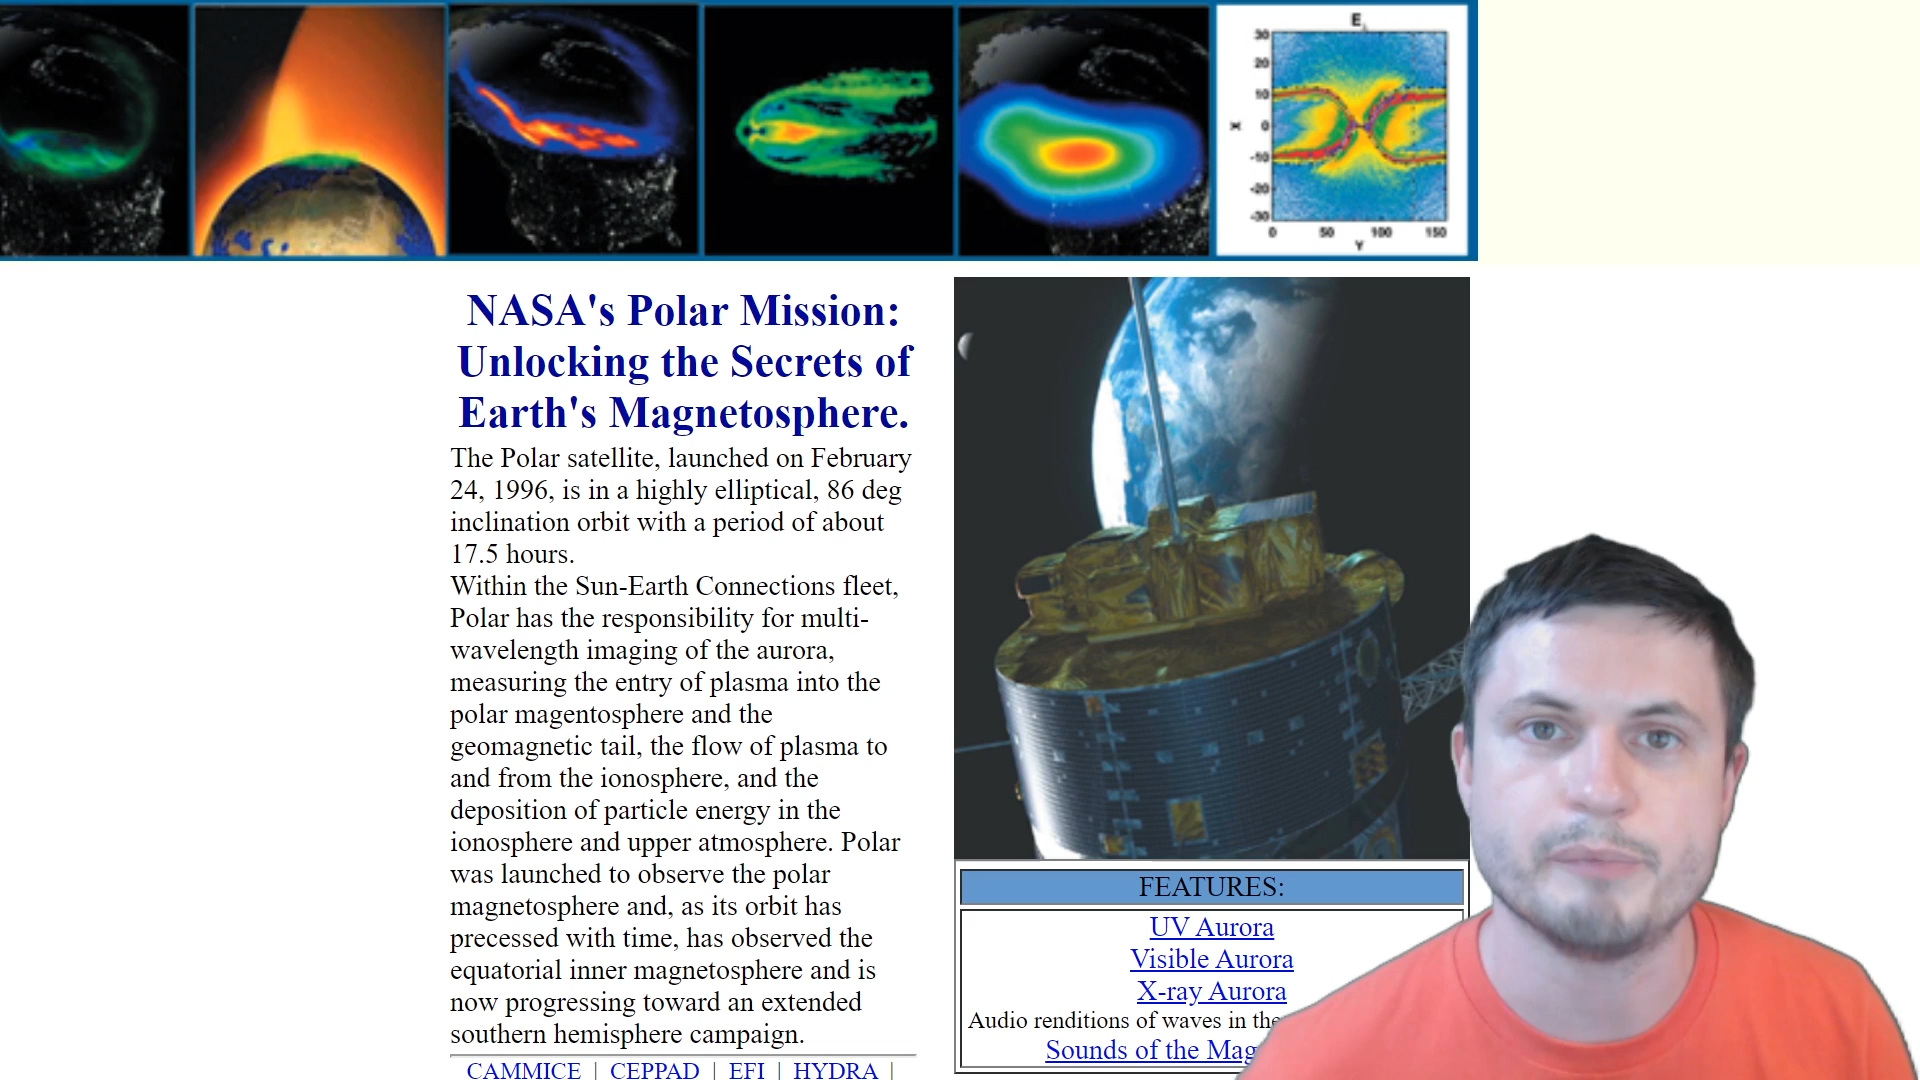 E
30
20
10
0
-10
-20
-30
X
0 50 100 150
Y
NASA's Polar Mission:
Unlocking the Secrets of
Earth's Magnetosphere.
The Polar satellite, launched on February
24, 1996, is in a highly elliptical, 86 deg
inclination orbit with a period of about
17.5 hours.
Within the Sun-Earth Connections fleet,
Polar has the responsibility for multi-
wavelength imaging of the aurora,
measuring the entry of plasma into the
polar magentosphere and the
geomagnetic tail, the flow of plasma to
and from the ionosphere, and the
deposition of particle energy in the
ionosphere and upper atmosphere. Polar
was launched to observe the polar
magnetosphere and, as its orbit has
precessed with time, has observed the
equatorial inner magnetosphere and is
now progressing toward an extended
southern hemisphere campaign.
CAMMICE | CEPPAD | EFI | HYDRA |
FEATURES:
UV Aurora
Visible Aurora
X-ray Aurora
Audio renditions of waves in the
Sounds of the Mag